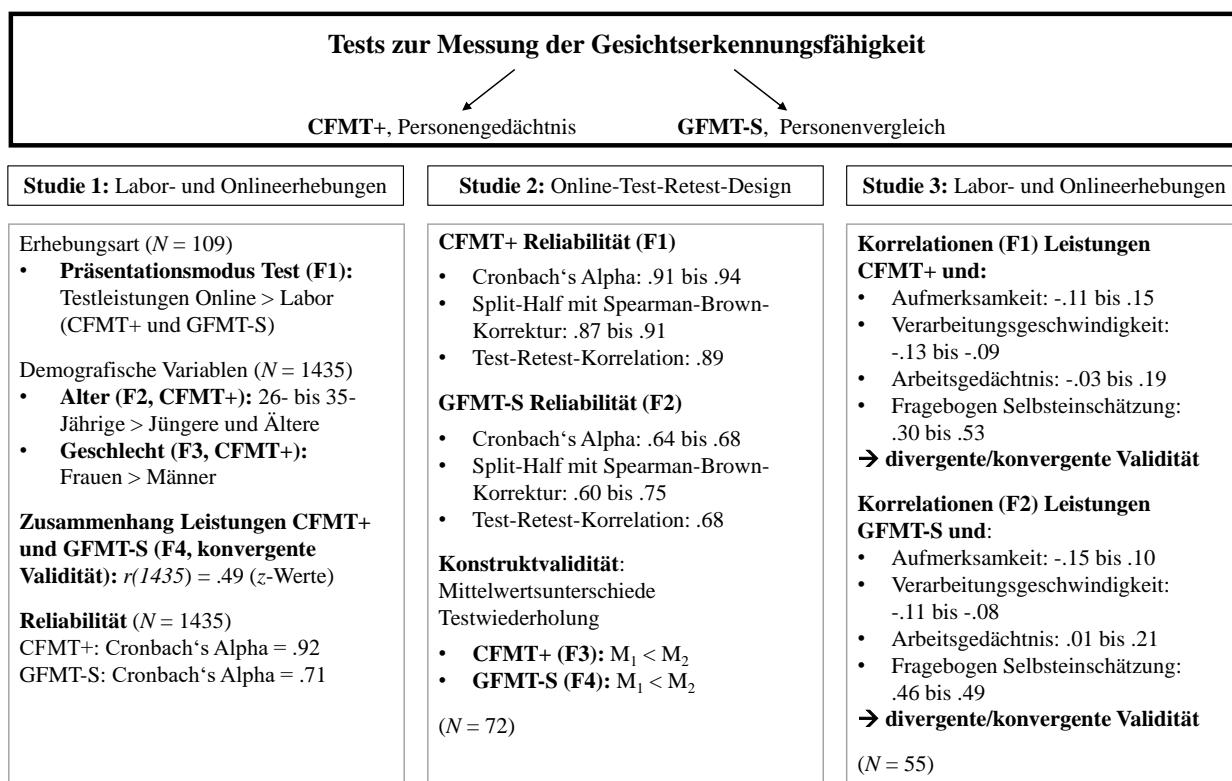 Tests zur Messung der Gesichtserkennungsfähigkeit
CFMT+, Personengedächtnis
GFMT-S, Personenvergleich
Studie 1: Labor- und Onlineerhebungen
Erhebungsart (N = 109)
• Präsentationsmodus Test (F1):
Testleistungen Online > Labor
(CFMT+ und GFMT-S)
Demografische Variablen (N = 1435)
• Alter (F2, CFMT+): 26- bis 35-
Jährige > Jüngere und Ältere
• Geschlecht (F3, CFMT+):
Frauen > Männer
Zusammenhang Leistungen CFMT+
und GFMT-S (F4, konvergente
Validität): r(1435) = .49 (z-Werte)
Reliabilität (N = 1435)
CFMT+: Cronbach‘s Alpha = .92
GFMT-S: Cronbach‘s Alpha = .71
Studie 2: Online-Test-Retest-Design
CFMT+ Reliabilität (F1)
• Cronbach‘s Alpha: .91 bis .94
• Split-Half mit Spearman-Brown-
Korrektur: .87 bis .91
• Test-Retest-Korrelation: .89
GFMT-S Reliabilität (F2)
• Cronbach‘s Alpha: .64 bis .68
• Split-Half mit Spearman-Brown-
Korrektur: .60 bis .75
• Test-Retest-Korrelation: .68
Konstruktvalidität:
Mittelwertsunterschiede
Testwiederholung
• CFMT+ (F3): M₁ < M₂
• GFMT-S (F4): M₁ < M₂
(N = 72)
Studie 3: Labor- und Onlineerhebungen
Korrelationen (F1) Leistungen
CFMT+ und:
• Aufmerksamkeit: -.11 bis .15
• Verarbeitungsgeschwindigkeit:
-.13 bis -.09
• Arbeitsgedächtnis: -.03 bis .19
• Fragebogen Selbsteinschätzung:
.30 bis .53
→ divergente/konvergente Validität
Korrelationen (F2) Leistungen
GFMT-S und:
• Aufmerksamkeit: -.15 bis .10
• Verarbeitungsgeschwindigkeit:
-.11 bis -.08
• Arbeitsgedächtnis: .01 bis .21
• Fragebogen Selbsteinschätzung:
.46 bis .49
→ divergente/konvergente Validität
(N = 55)